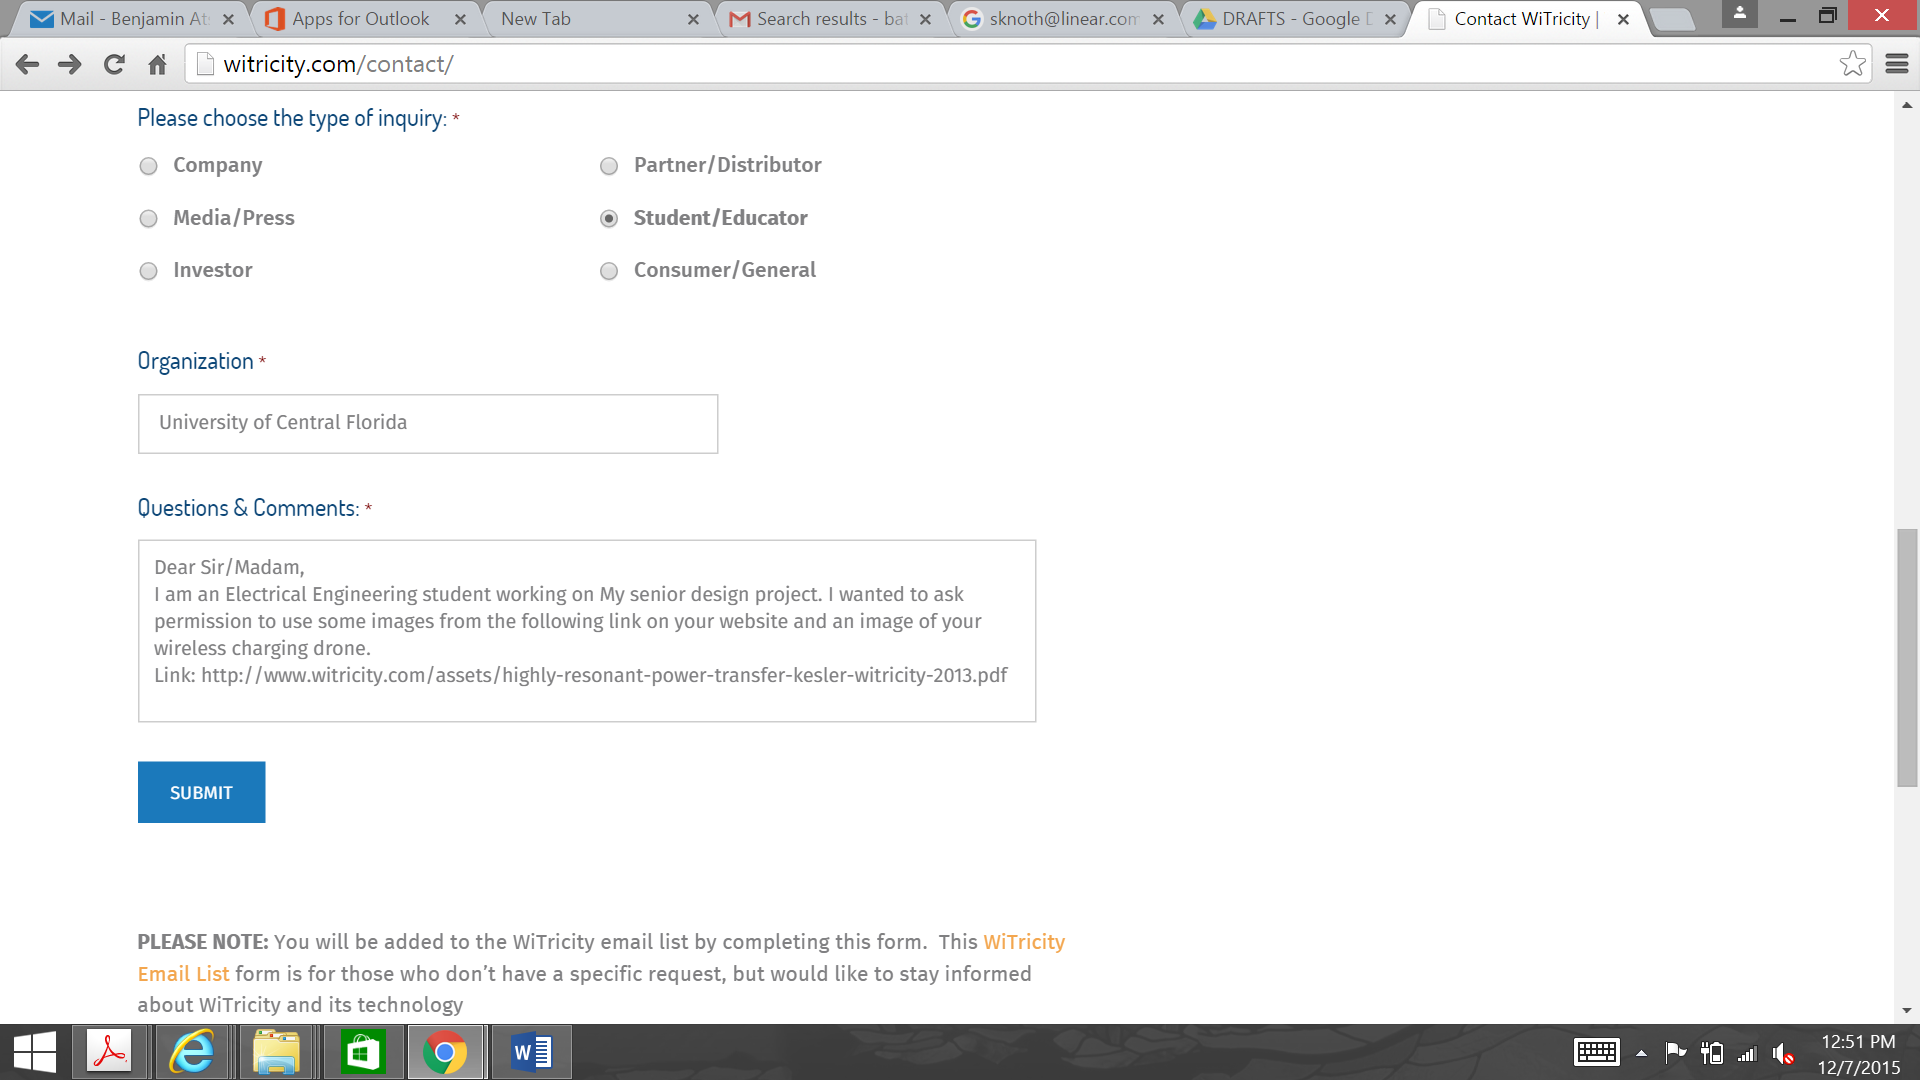 Mail - Benjamin At
Apps for Outlook
New Tab
Search results - bat
sknoth@linear.com
DRAFTS - Google D
Contact WiTricity |
witricity.com/contact/
Please choose the type of inquiry: *
Company
Partner/Distributor
Media/Press
Student/Educator
Investor
Consumer/General
Organization *
University of Central Florida
Questions & Comments: *
Dear Sir/Madam,
I am an Electrical Engineering student working on My senior design project. I wanted to ask
permission to use some images from the following link on your website and an image of your
wireless charging drone.
Link: http://www.witricity.com/assets/highly-resonant-power-transfer-kesler-witricity-2013.pdf
SUBMIT
PLEASE NOTE: You will be added to the WiTricity email list by completing this form. This WiTricity
Email List form is for those who don’t have a specific request, but would like to stay informed
about WiTricity and its technology
12:51 PM
12/7/2015